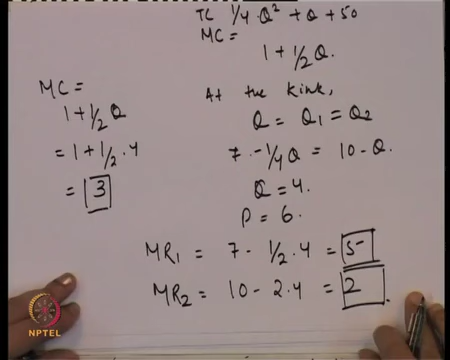 TC 1/4 · Q² + Q + 50
MC =
1 + 1/2 Q.
MC =
1 + 1/2 Q
= 1 + 1/2 · 4
= 3
At the kink,
Q = Q₁ = Q₂
7 - 1/4 Q = 10 - Q.
Q = 4.
P = 6.
MR₁ = 7 - 1/2 · 4 = 5
MR₂ = 10 - 2 · 4 = 2
NPTEL